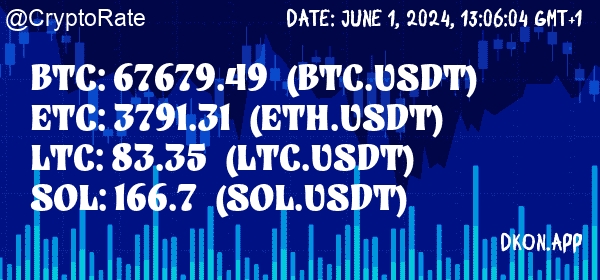 @CryptoRate
DATE: JUNE 1, 2024, 13:06:04 GMT+1
BTC: 67679.49 (BTC.USDT)
ETC: 3791.31 (ETH.USDT)
LTC: 83.35 (LTC.USDT)
SOL: 166.7 (SOL.USDT)
DKON.APP